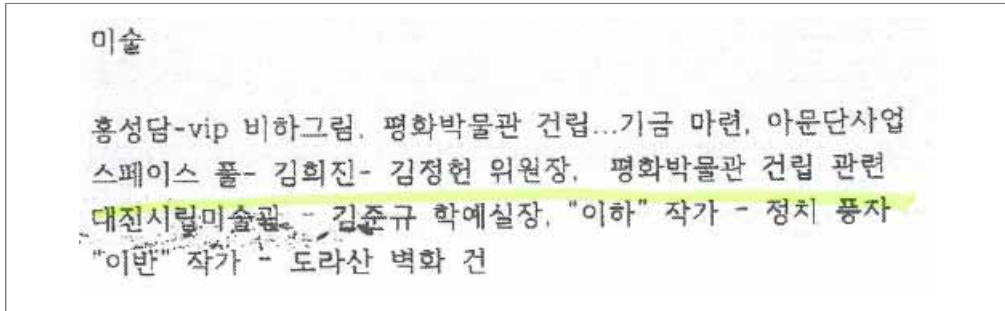 미술
홍성담-vip 비하그림, 평화박물관 건립...기금 마련, 아문단사업
스페이스 풀- 김희진- 김정헌 위원장, 평화박물관 건립 관련
대전시립미술관 - 김준규 학예실장, "이하" 작가 - 정치 풍자
"이반" 작가 - 도라산 벽화 건